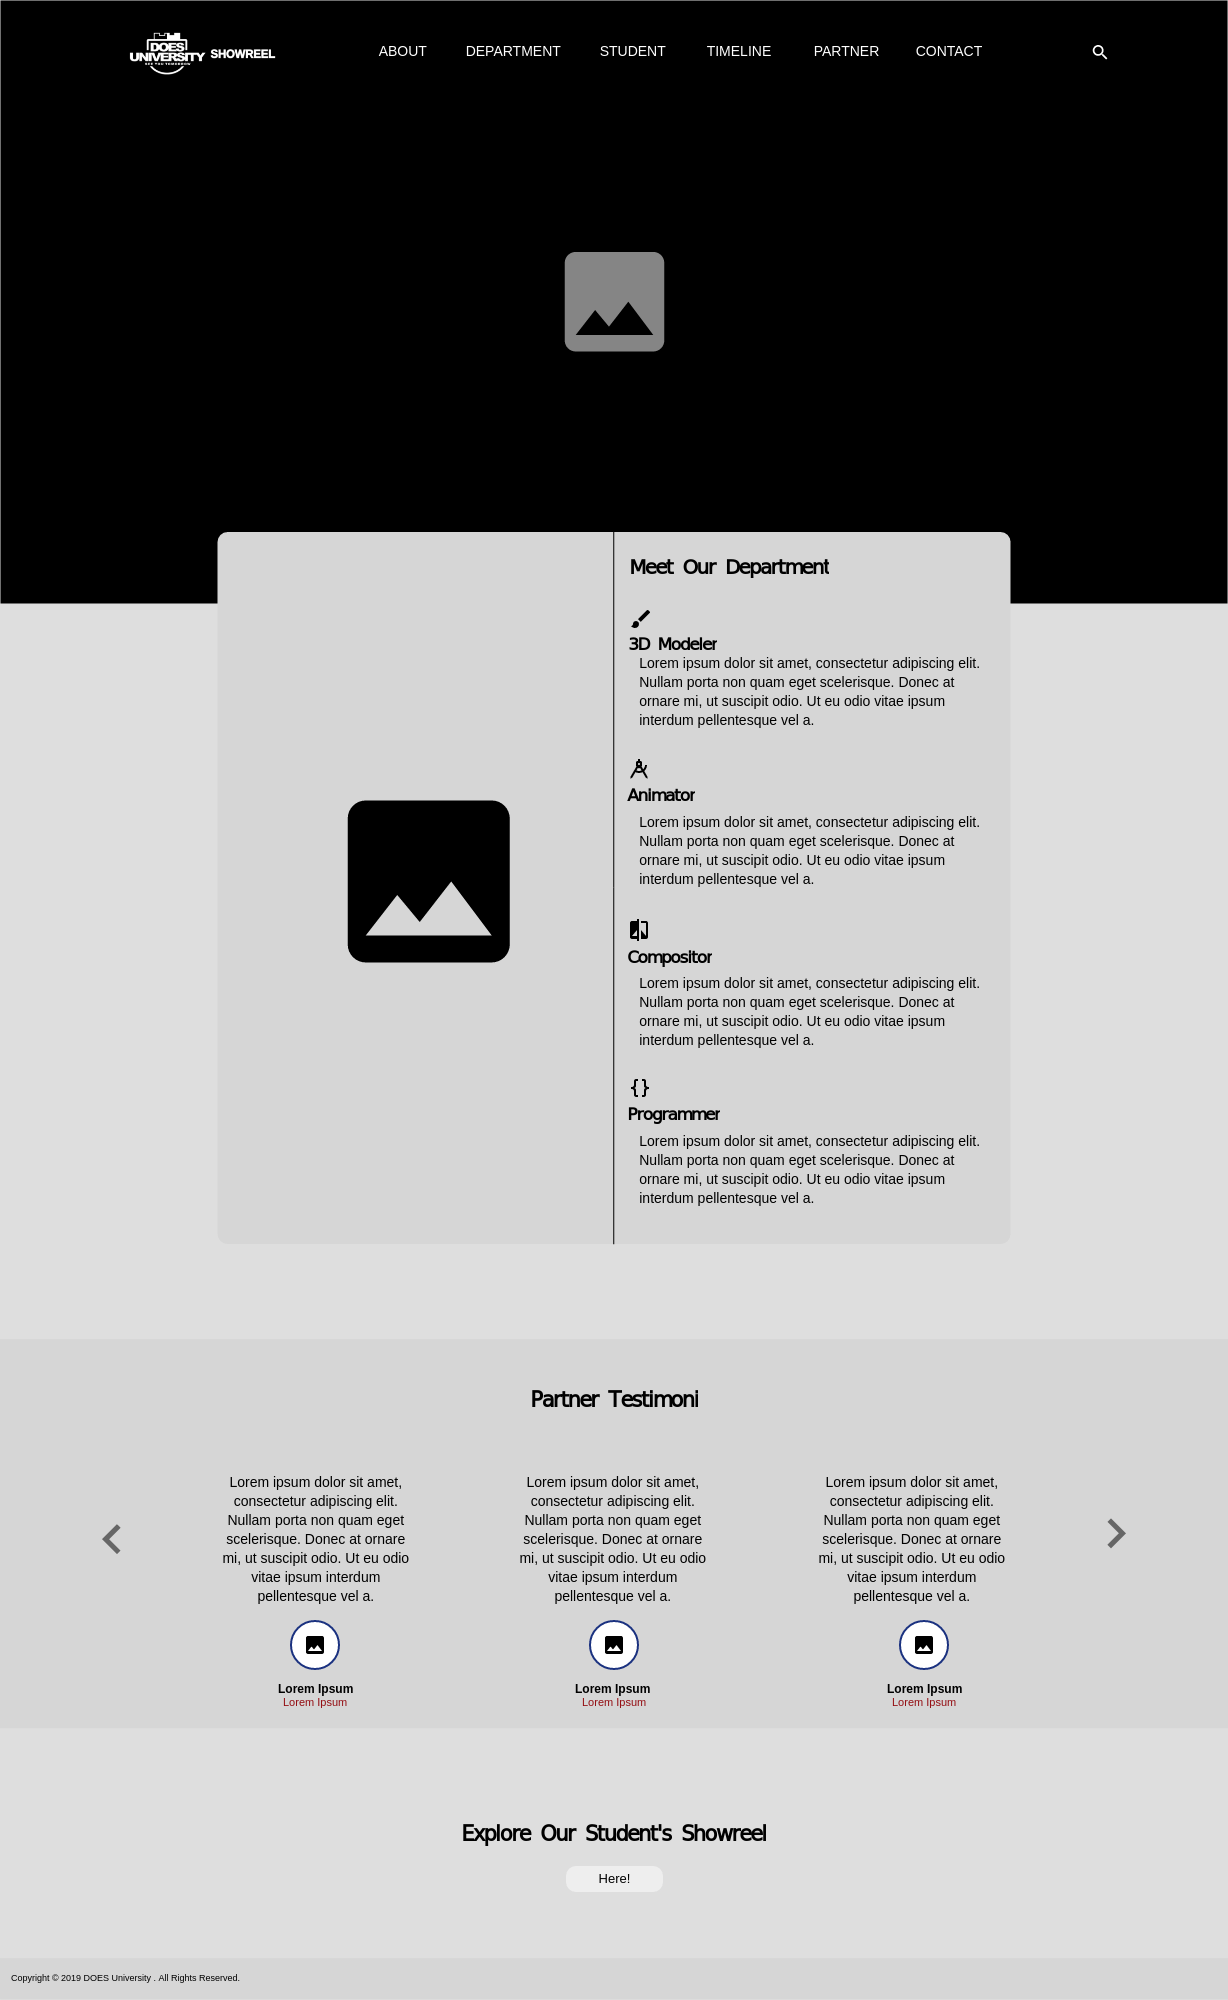 DOES
UNIVERSITY SHOWREEL
SEE YOU TOMORROW
ABOUT DEPARTMENT STUDENT TIMELINE PARTNER CONTACT
Meet Our Department
3D Modeler
Lorem ipsum dolor sit amet, consectetur adipiscing elit.
Nullam porta non quam eget scelerisque. Donec at
ornare mi, ut suscipit odio. Ut eu odio vitae ipsum
interdum pellentesque vel a.
Animator
Lorem ipsum dolor sit amet, consectetur adipiscing elit.
Nullam porta non quam eget scelerisque. Donec at
ornare mi, ut suscipit odio. Ut eu odio vitae ipsum
interdum pellentesque vel a.
Compositor
Lorem ipsum dolor sit amet, consectetur adipiscing elit.
Nullam porta non quam eget scelerisque. Donec at
ornare mi, ut suscipit odio. Ut eu odio vitae ipsum
interdum pellentesque vel a.
Programmer
Lorem ipsum dolor sit amet, consectetur adipiscing elit.
Nullam porta non quam eget scelerisque. Donec at
ornare mi, ut suscipit odio. Ut eu odio vitae ipsum
interdum pellentesque vel a.
Partner Testimoni
Lorem ipsum dolor sit amet,
consectetur adipiscing elit.
Nullam porta non quam eget
scelerisque. Donec at ornare
mi, ut suscipit odio. Ut eu odio
vitae ipsum interdum
pellentesque vel a.
Lorem Ipsum
Lorem Ipsum
Lorem ipsum dolor sit amet,
consectetur adipiscing elit.
Nullam porta non quam eget
scelerisque. Donec at ornare
mi, ut suscipit odio. Ut eu odio
vitae ipsum interdum
pellentesque vel a.
Lorem Ipsum
Lorem Ipsum
Lorem ipsum dolor sit amet,
consectetur adipiscing elit.
Nullam porta non quam eget
scelerisque. Donec at ornare
mi, ut suscipit odio. Ut eu odio
vitae ipsum interdum
pellentesque vel a.
Lorem Ipsum
Lorem Ipsum
Explore Our Student's Showreel
Here!
Copyright © 2019 DOES University . All Rights Reserved.